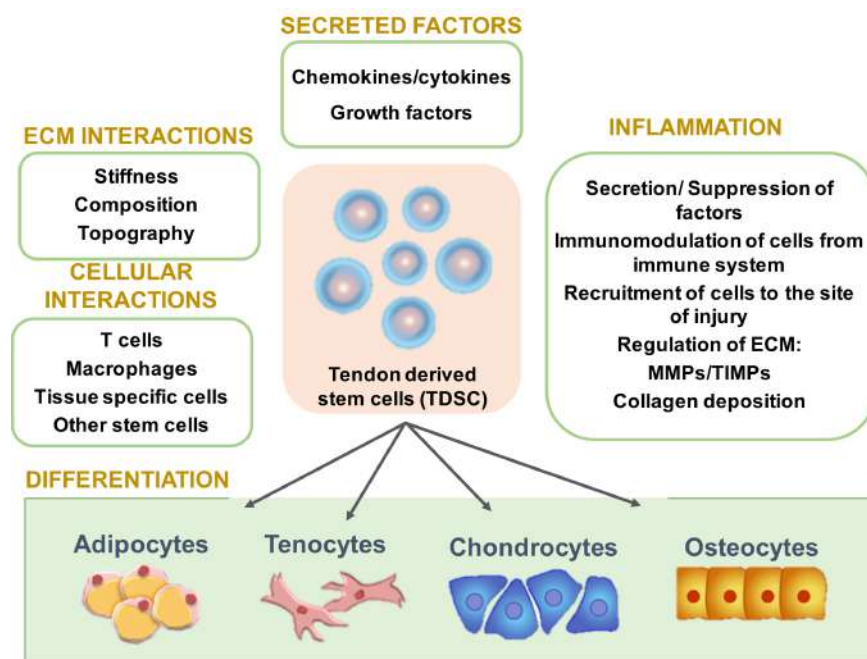 SECRETED FACTORS
Chemokines/cytokines
Growth factors
ECM INTERACTIONS
Stiffness
Composition
Topography
CELLULAR
INTERACTIONS
T cells
Macrophages
Tissue specific cells
Other stem cells
Tendon derived
stem cells (TDSC)
INFLAMMATION
Secretion/ Suppression of
factors
Immunomodulation of cells from
immune system
Recruitment of cells to the site
of injury
Regulation of ECM:
MMPs/TIMPs
Collagen deposition
DIFFERENTIATION
Adipocytes
Tenocytes
Chondrocytes
Osteocytes